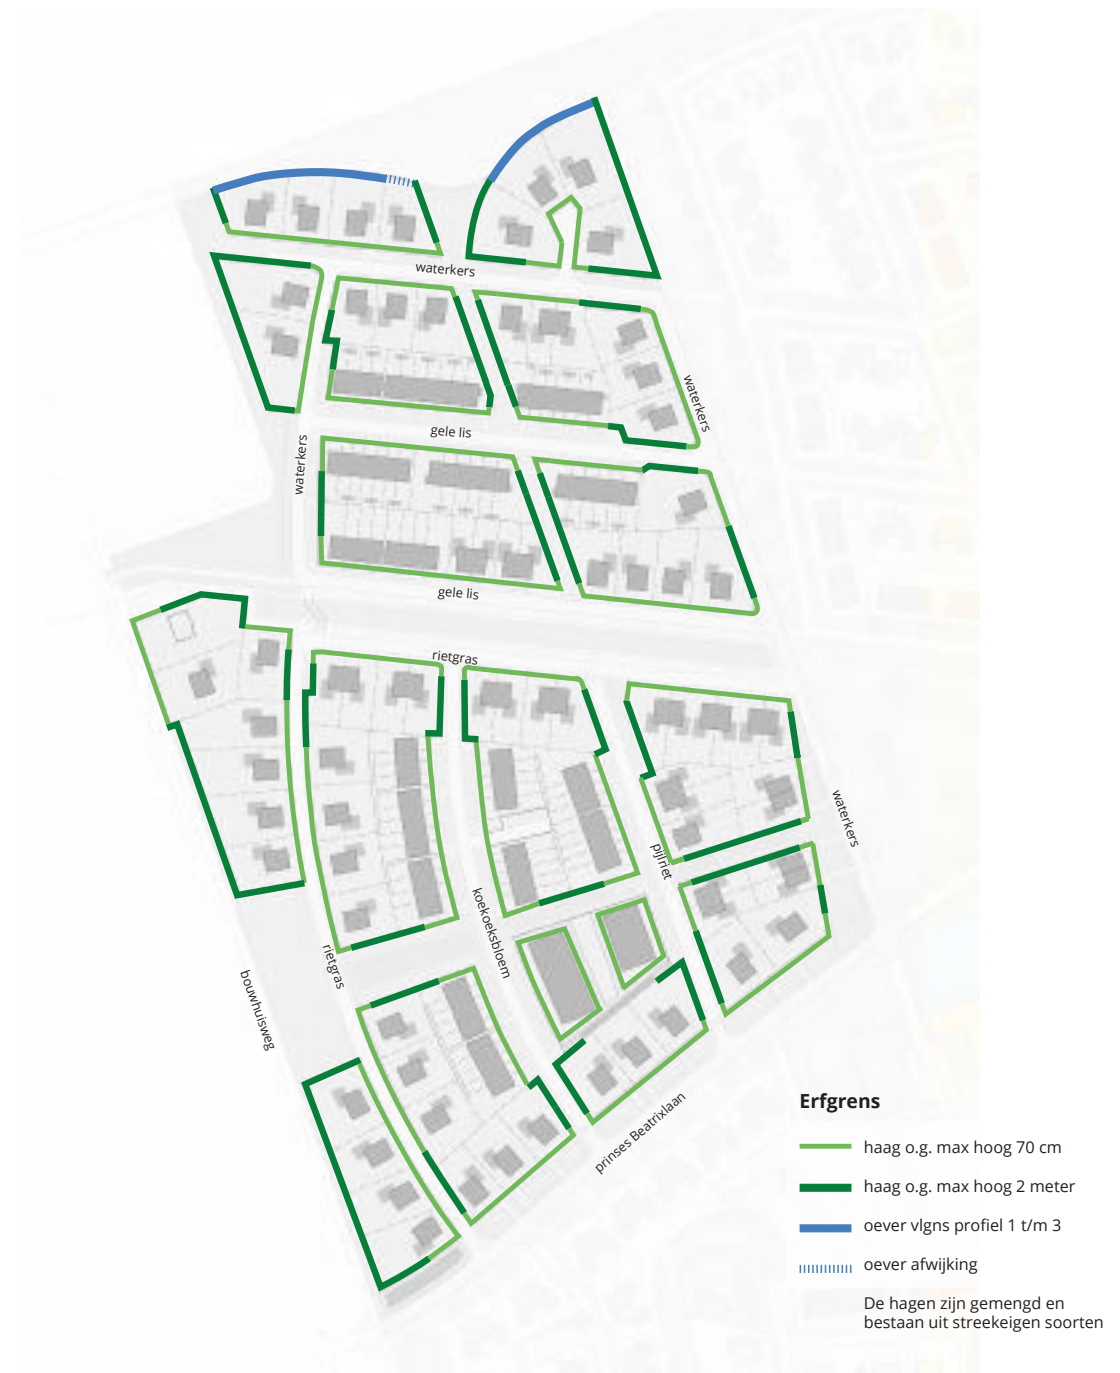 waterkers
waterkers
gele lis
waterkers
gele lis
rietgras
waterkers
pijlriet
koekoeksbloem
rietgras
bouwhuisweg
prinses Beatrixlaan
Erfgrens
haag o.g. max hoog 70 cm
haag o.g. max hoog 2 meter
oever vlgns profiel 1 t/m 3
oever afwijking
De hagen zijn gemengd en
bestaan uit streekeigen soorten